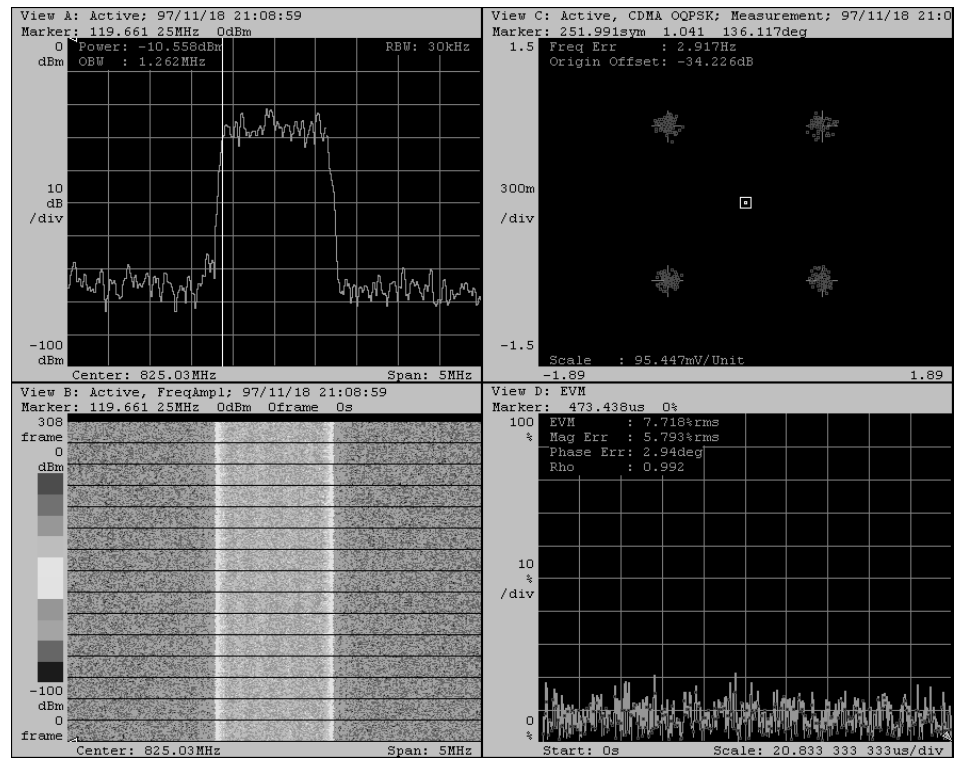 View A: Active; 97/11/18 21:08:59
Marker: 119.661 25MHz 0dBm
0
dBm
Power: -10.558dBm
OBW : 1.262MHz
RBW: 30kHz
10
dB
/div
-100
dBm
Center: 825.03MHz Span: 5MHz
View C: Active, CDMA OQPSK; Measurement; 97/11/18 21:0
Marker: 251.991sym 1.041 136.117deg
1.5
Freq Err : 2.917Hz
Origin Offset: -34.226dB
300m
/div
-1.5
Scale : 95.447mV/Unit
-1.89 1.89
View B: Active, FreqAmpl; 97/11/18 21:08:59
Marker: 119.661 25MHz 0dBm 0frame 0s
308
frame
0
dBm
-100
dBm
0
frame
Center: 825.03MHz Span: 5MHz
View D: EVM
Marker: 473.438us 0%
100
%
EVM : 7.718%rms
Mag Err : 5.793%rms
Phase Err: 2.94deg
Rho : 0.992
10
%
/div
0
%
Start: 0s Scale: 20.833 333 333us/div